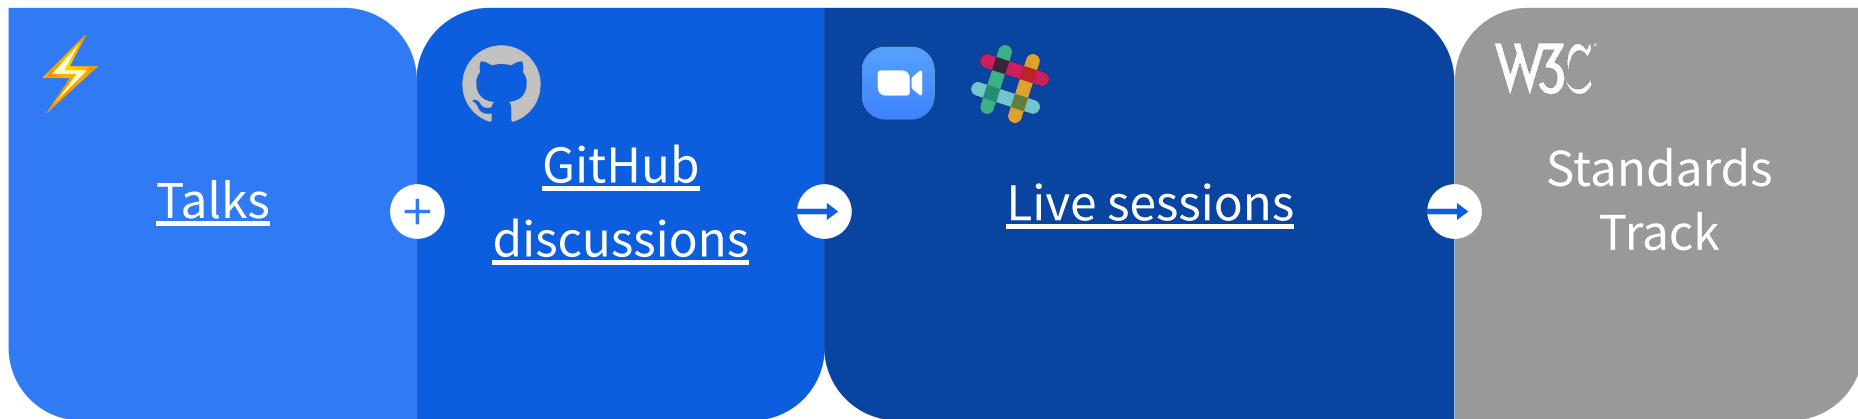 Talks
GitHub
discussions
Live sessions
W3C
Standards
Track